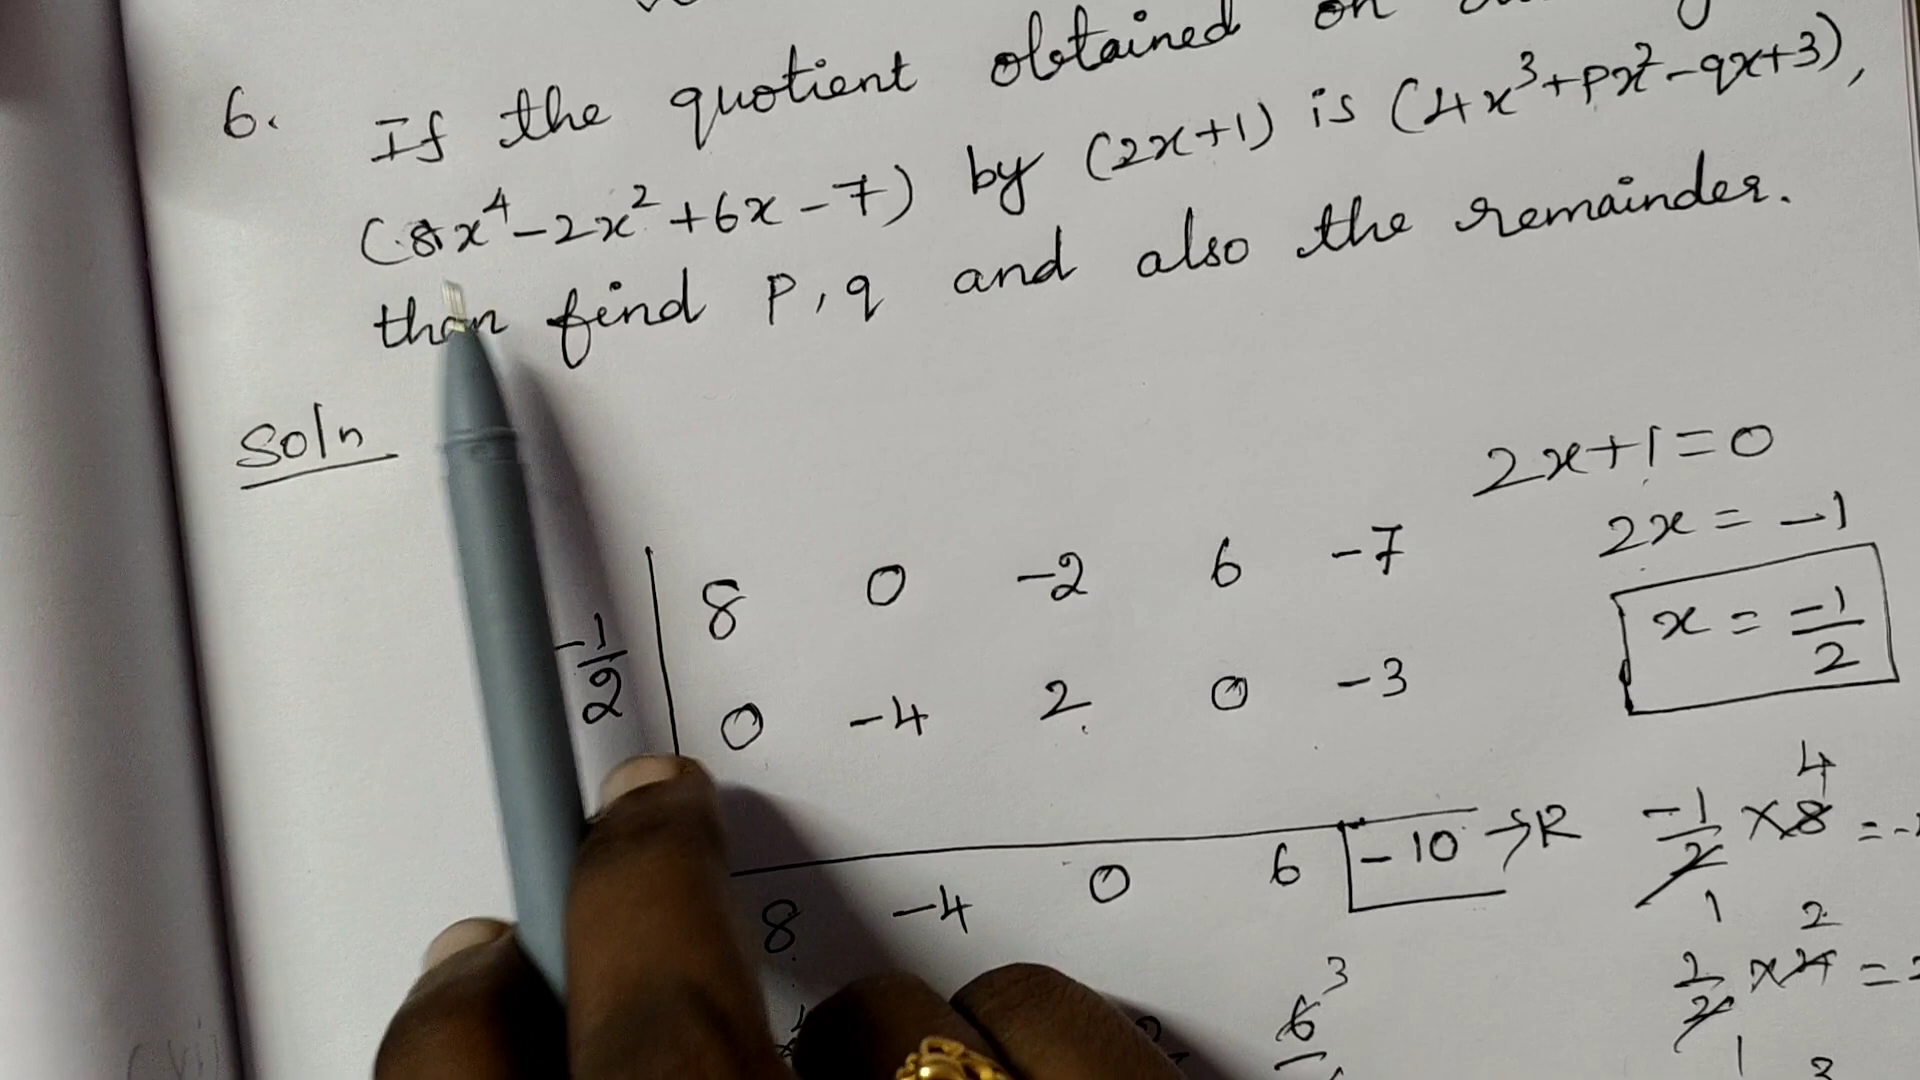 6. If the quotient obtained on
(8x⁴-2x²+6x-7) by (2x+1) is (4x³+px²-qx+3),
then find p, q and also the remainder.
Soln
2x+1=0
2x = -1
x = -1/2
-1/2 | 8 0 -2 6 -7
0 -4 2 0 -3
8 -4 0 6 | -10 → R
-1/2 × 8 4 =
1
1/2 × 4 2 =
1
6 3